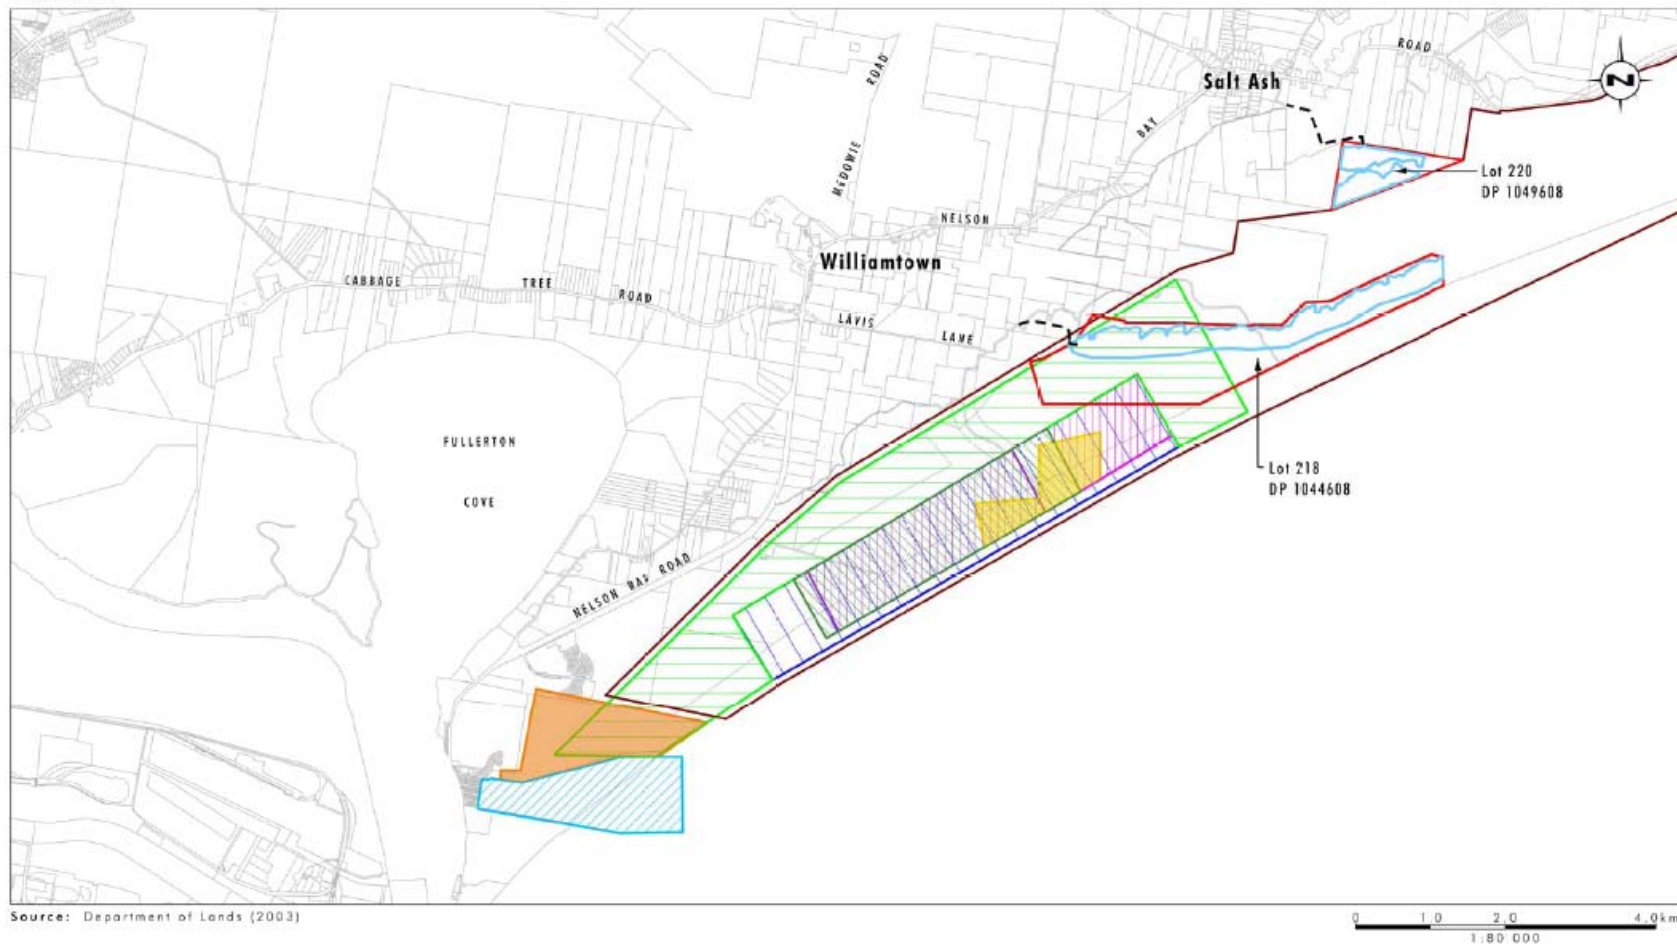 ROAD
Salt Ash
N
ROAD
BAY
Lot 220
DP 1049608
McDOWIE
NELSON
Williamtown
CABBAGE TREE ROAD
LAVIS LANE
FULLERTON
COVE
Lot 218
DP 1044608
NELSON BAY ROAD
Source: Department of Lands (2003)
0 1.0 2.0 4.0km
1:80 000